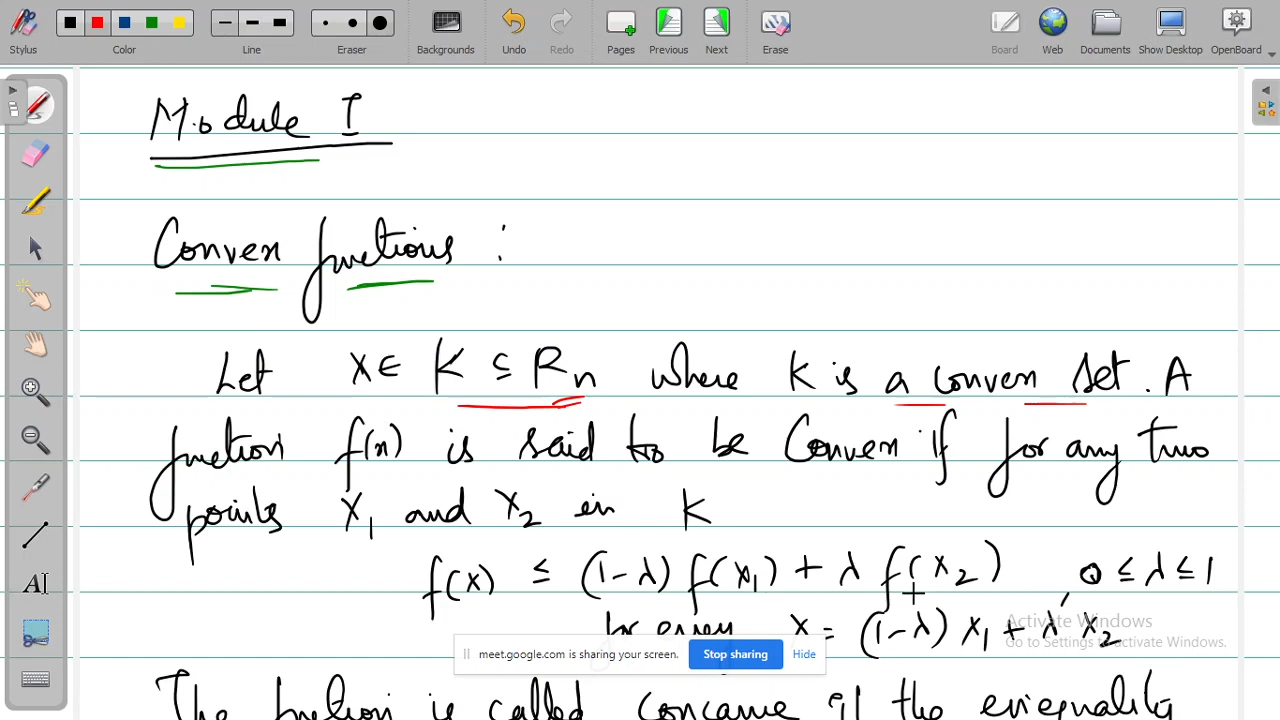 Stylus
Color
Line
Eraser
Backgrounds
Undo
Redo
Pages
Previous
Next
Erase
Board
Web
Documents
Show Desktop
OpenBoard
Module I
Convex functions :
Let X ∈ K ⊆ Rn where K is a convex set. A
function f(x) is said to be Convex if for any two
points X1 and X2 in K
f(X) ≤ (1-λ) f(X1) + λ f(X2) 0 ≤ λ ≤ 1
for every X = (1-λ) X1 + λ X2
Activate Windows
Go to Settings to activate Windows.
meet.google.com is sharing your screen.
Stop sharing
Hide
The function is called concave if the inequality